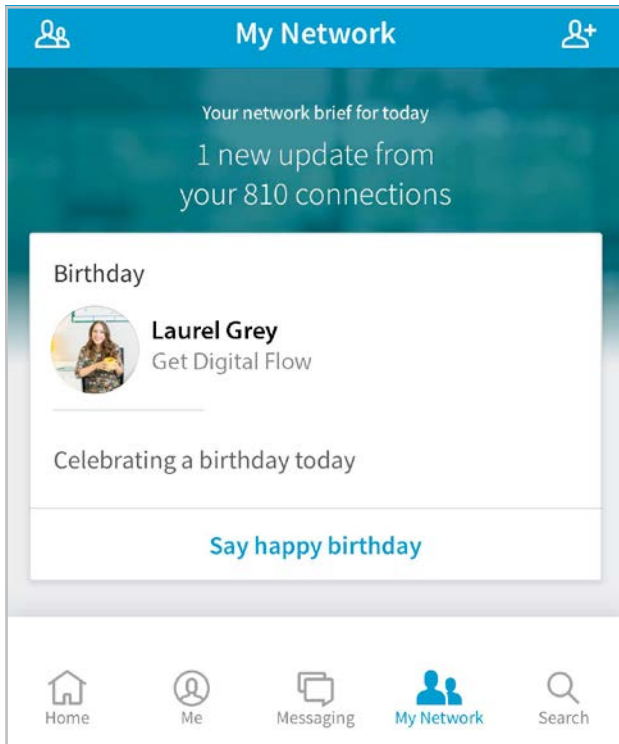 My Network
Your network brief for today
1 new update from
your 810 connections
Birthday
Laurel Grey
Get Digital Flow
Celebrating a birthday today
Say happy birthday
Home
Me
Messaging
My Network
Search